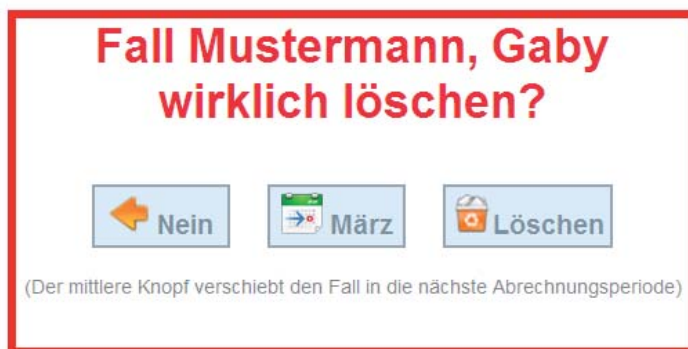 Fall Mustermann, Gaby
wirklich löschen?
Nein März Löschen
(Der mittlere Knopf verschiebt den Fall in die nächste Abrechnungsperiode)